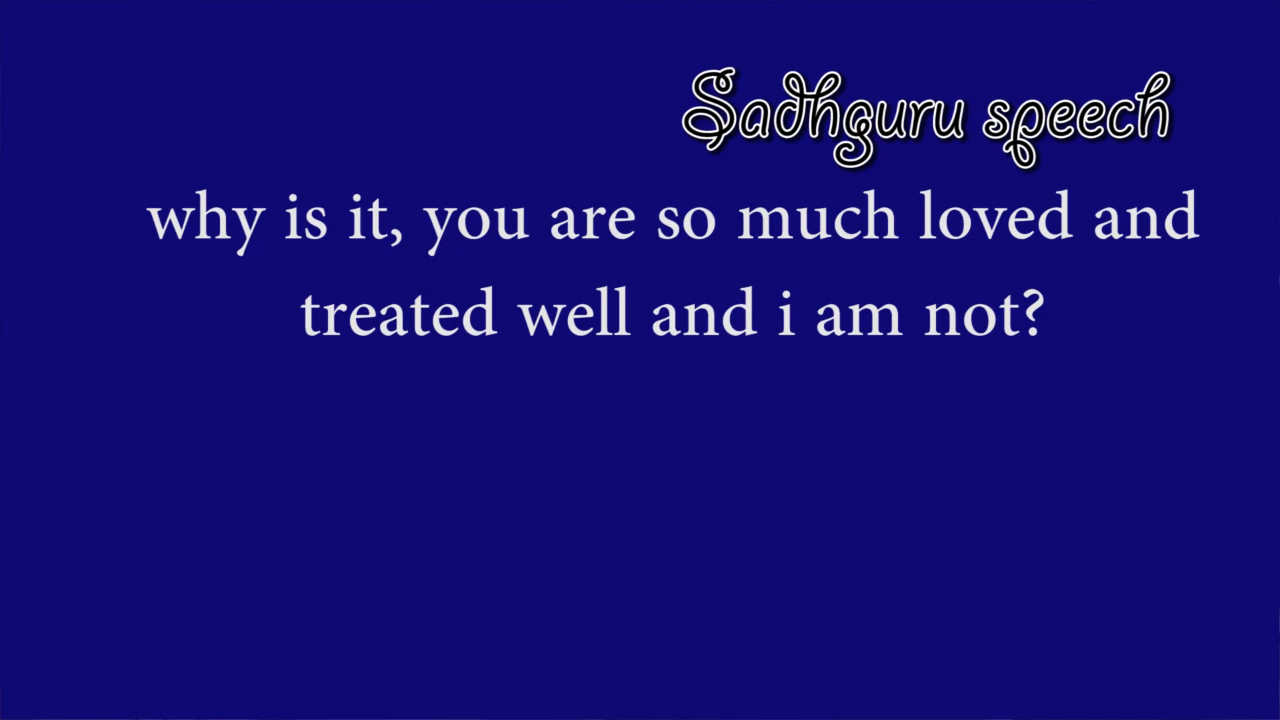 Sadhguru speech
why is it, you are so much loved and
treated well and i am not?